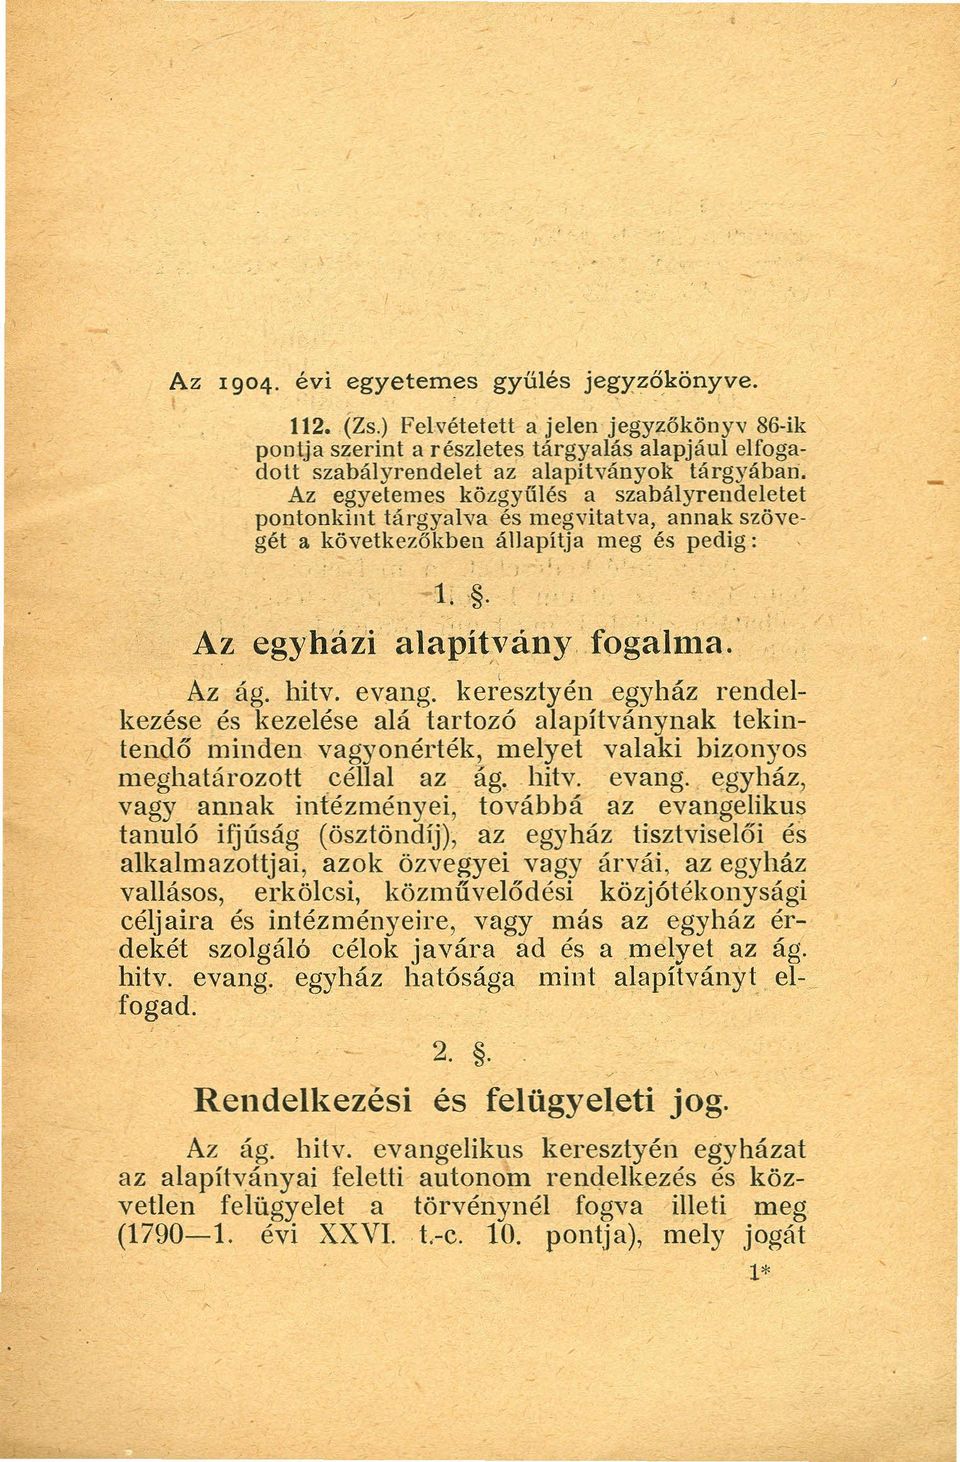 Az 1904. évi egyetemes gyűlés jegyzőkönyve.
112. (Zs.) Felvétetett a jelen jegyzőkönyv 86-ik
pontja szerint a részletes tárgyalás alapjául elfoga-
dott szabályrendelet az alapitványok tárgyában.
Az egyetemes közgyűlés a szabályrendeletet
pontonkint tárgyalva és megvitatva, annak szöve-
gét a következőkben állapítja meg és pedig:
1. §.
Az egyházi alapítvány fogalma.
Az ág. hitv. evang. keresztyén egyház rendel-
kezése és kezelése alá tartozó alapítványnak tekin-
tendő minden vagyonérték, melyet valaki bizonyos
meghatározott céllal az ág. hitv. evang. egyház,
vagy annak intézményei, továbbá az evangelikus
tanuló ifjúság (ösztöndíj), az egyház tisztviselői és
alkalmazottjai, azok özvegyei vagy árvái, az egyház
vallásos, erkölcsi, közművelődési közjótékonysági
céljaira és intézményeire, vagy más az egyház ér-
dekét szolgáló célok javára ad és a melyet az ág.
hitv. evang. egyház hatósága mint alapítványt el-
fogad.
2. §.
Rendelkezési és felügyeleti jog.
Az ág. hitv. evangelikus keresztyén egyházat
az alapítványai feletti autonom rendelkezés és köz-
vetlen felügyelet a törvénynél fogva illeti meg
(1790—1. évi XXVI. t.-c. 10. pontja), mely jogát
1*